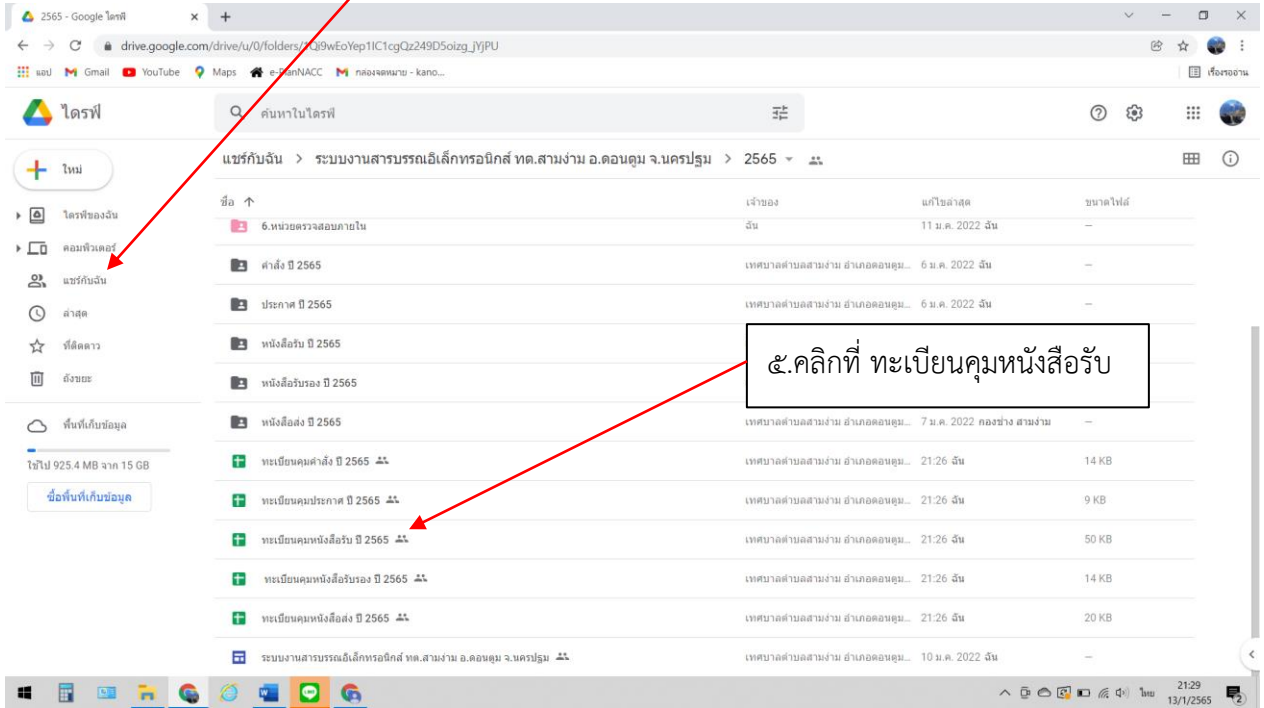 2565 - Google ไดรฟ์
drive.google.com/drive/u/0/folders/1Qi9wEoYep1IC1cgQz249D5oizg_jYjPU
แอป Gmail YouTube Maps e-PlanNACC กล่องจดหมาย - kano... เรื่องรออ่าน
ไดรฟ์ ค้นหาในไดรฟ์
ใหม่ แชร์กับฉัน > ระบบงานสารบรรณอิเล็กทรอนิกส์ ทต.สามง่าม อ.ดอนตูม จ.นครปฐม > 2565
ชื่อ ↑ เจ้าของ แก้ไขล่าสุด ขนาดไฟล์
ไดรฟ์ของฉัน
คอมพิวเตอร์
แชร์กับฉัน
ล่าสุด
ที่ติดดาว
ถังขยะ
พื้นที่เก็บข้อมูล
ใช้ไป 925.4 MB จาก 15 GB
ซื้อพื้นที่เก็บข้อมูล
6.หน่วยตรวจสอบภายใน ฉัน 11 ม.ค. 2022 ฉัน –
คำสั่ง ปี 2565 เทศบาลตำบลสามง่าม อำเภอดอนตูม... 6 ม.ค. 2022 ฉัน –
ประกาศ ปี 2565 เทศบาลตำบลสามง่าม อำเภอดอนตูม... 6 ม.ค. 2022 ฉัน –
หนังสือรับ ปี 2565
หนังสือรับรอง ปี 2565
๕.คลิกที่ ทะเบียนคุมหนังสือรับ
หนังสือส่ง ปี 2565 เทศบาลตำบลสามง่าม อำเภอดอนตูม... 7 ม.ค. 2022 กองช่าง สามง่าม –
ทะเบียนคุมคำสั่ง ปี 2565 เทศบาลตำบลสามง่าม อำเภอดอนตูม... 21:26 ฉัน 14 KB
ทะเบียนคุมประกาศ ปี 2565 เทศบาลตำบลสามง่าม อำเภอดอนตูม... 21:26 ฉัน 9 KB
ทะเบียนคุมหนังสือรับ ปี 2565 เทศบาลตำบลสามง่าม อำเภอดอนตูม... 21:26 ฉัน 50 KB
ทะเบียนคุมหนังสือรับรอง ปี 2565 เทศบาลตำบลสามง่าม อำเภอดอนตูม... 21:26 ฉัน 14 KB
ทะเบียนคุมหนังสือส่ง ปี 2565 เทศบาลตำบลสามง่าม อำเภอดอนตูม... 21:26 ฉัน 20 KB
ระบบงานสารบรรณอิเล็กทรอนิกส์ ทต.สามง่าม อ.ดอนตูม จ.นครปฐม เทศบาลตำบลสามง่าม อำเภอดอนตูม... 10 ม.ค. 2022 ฉัน –
ไทย 21:29
13/1/2565